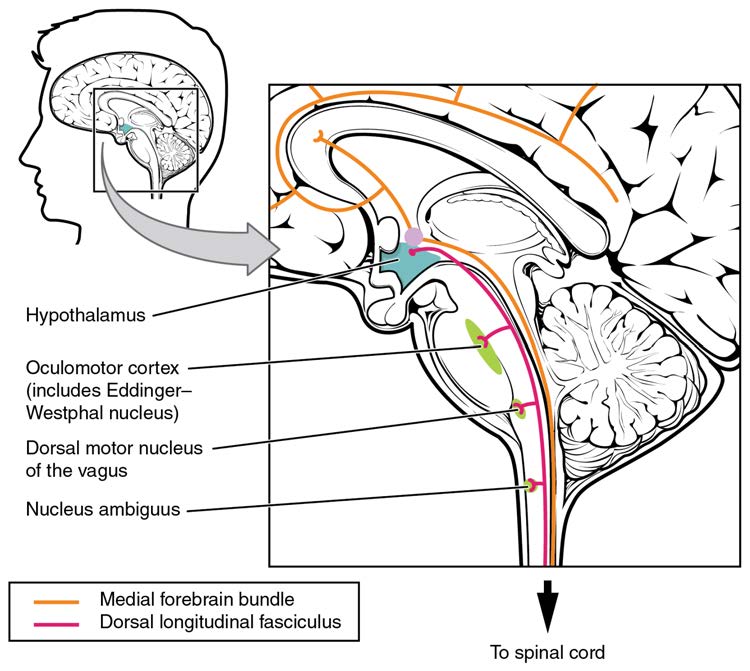 Hypothalamus
Oculomotor cortex
(includes Eddinger–
Westphal nucleus)
Dorsal motor nucleus
of the vagus
Nucleus ambiguus
Medial forebrain bundle
Dorsal longitudinal fasciculus
To spinal cord